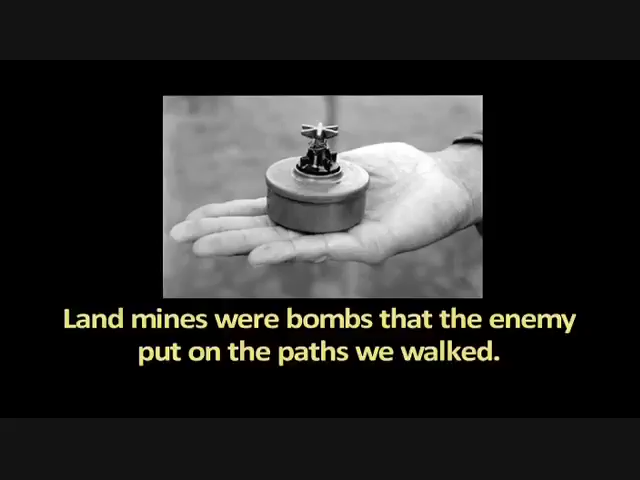 Land mines were bombs that the enemy
put on the paths we walked.